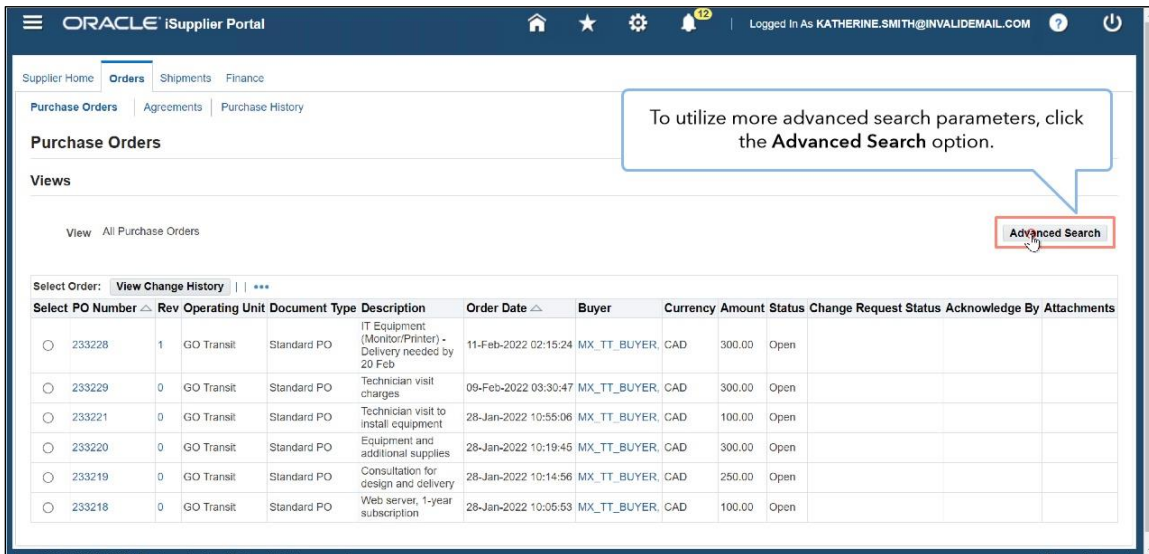 ORACLE iSupplier Portal
12
Logged In As KATHERINE.SMITH@INVALIDEMAIL.COM
?
Supplier Home Orders Shipments Finance
Purchase Orders Agreements Purchase History
To utilize more advanced search parameters, click
the Advanced Search option.
Purchase Orders
Views
View All Purchase Orders
Advanced Search
Select Order: View Change History
Select PO Number Rev Operating Unit Document Type Description Order Date Buyer Currency Amount Status Change Request Status Acknowledge By Attachments
233228 1 GO Transit Standard PO IT Equipment
(Monitor/Printer) -
Delivery needed by
20 Feb
11-Feb-2022 02:15:24 MX_TT_BUYER, CAD 300.00 Open
233229 0 GO Transit Standard PO Technician visit
charges
09-Feb-2022 03:30:47 MX_TT_BUYER, CAD 300.00 Open
233221 0 GO Transit Standard PO Technician visit to
install equipment
28-Jan-2022 10:55:06 MX_TT_BUYER, CAD 100.00 Open
233220 0 GO Transit Standard PO Equipment and
additional supplies
28-Jan-2022 10:19:45 MX_TT_BUYER, CAD 300.00 Open
233219 0 GO Transit Standard PO Consultation for
design and delivery
28-Jan-2022 10:14:56 MX_TT_BUYER, CAD 250.00 Open
233218 0 GO Transit Standard PO Web server, 1-year
subscription
28-Jan-2022 10:05:53 MX_TT_BUYER, CAD 100.00 Open